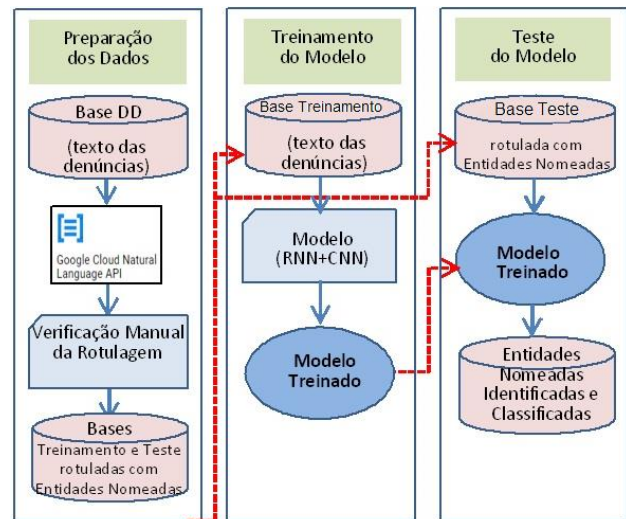 Preparação
dos Dados
Base DD
(texto das
denúncias)
Google Cloud Natural
Language API
Verificação Manual
da Rotulagem
Bases
Treinamento e Teste
rotuladas com
Entidades Nomeadas
Treinamento
do Modelo
Base Treinamento
(texto das
denúncias)
Modelo
(RNN+CNN)
Modelo
Treinado
Teste
do Modelo
Base Teste
rotulada com
Entidades Nomeadas
Modelo
Treinado
Entidades
Nomeadas
Identificadas e
Classificadas